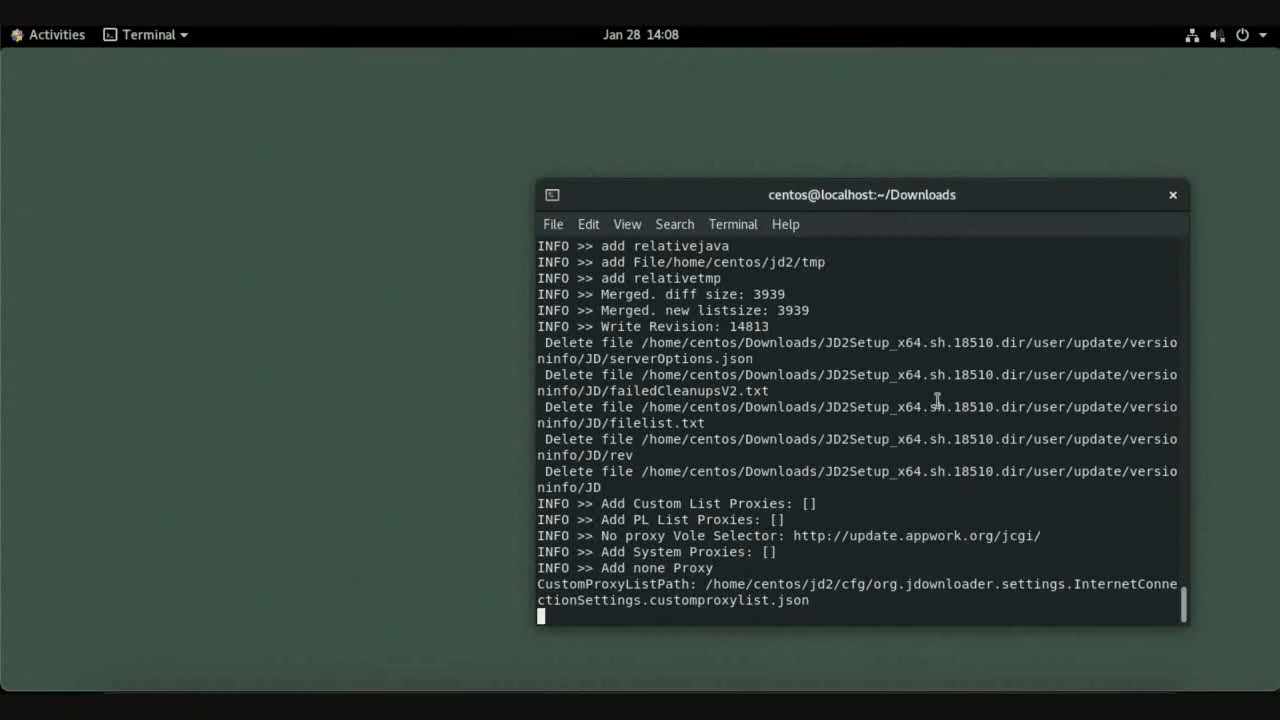 Activities
Terminal
Jan 28 14:08
centos@localhost:~/Downloads
File Edit View Search Terminal Help
INFO >> add relativejava
INFO >> add File/home/centos/jd2/tmp
INFO >> add relativetmp
INFO >> Merged. diff size: 3939
INFO >> Merged. new listsize: 3939
INFO >> Write Revision: 14813
Delete file /home/centos/Downloads/JD2Setup_x64.sh.18510.dir/user/update/versio
ninfo/JD/serverOptions.json
Delete file /home/centos/Downloads/JD2Setup_x64.sh.18510.dir/user/update/versio
ninfo/JD/failedCleanupsV2.txt
Delete file /home/centos/Downloads/JD2Setup_x64.sh.18510.dir/user/update/versio
ninfo/JD/filelist.txt
Delete file /home/centos/Downloads/JD2Setup_x64.sh.18510.dir/user/update/versio
ninfo/JD/rev
Delete file /home/centos/Downloads/JD2Setup_x64.sh.18510.dir/user/update/versio
ninfo/JD
INFO >> Add Custom List Proxies: []
INFO >> Add PL List Proxies: []
INFO >> No proxy Vole Selector: http://update.appwork.org/jcgi/
INFO >> Add System Proxies: []
INFO >> Add none Proxy
CustomProxyListPath: /home/centos/jd2/cfg/org.jdownloader.settings.InternetConne
ctionSettings.customproxylist.json